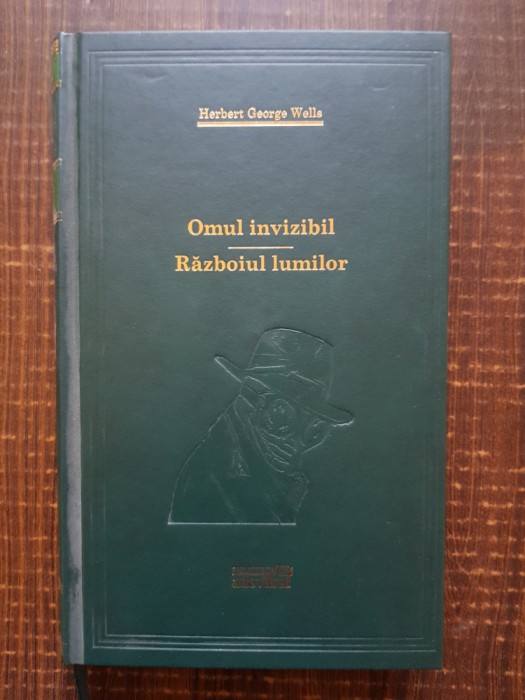 Herbert George Wells
Omul invizibil
Războiul lumilor